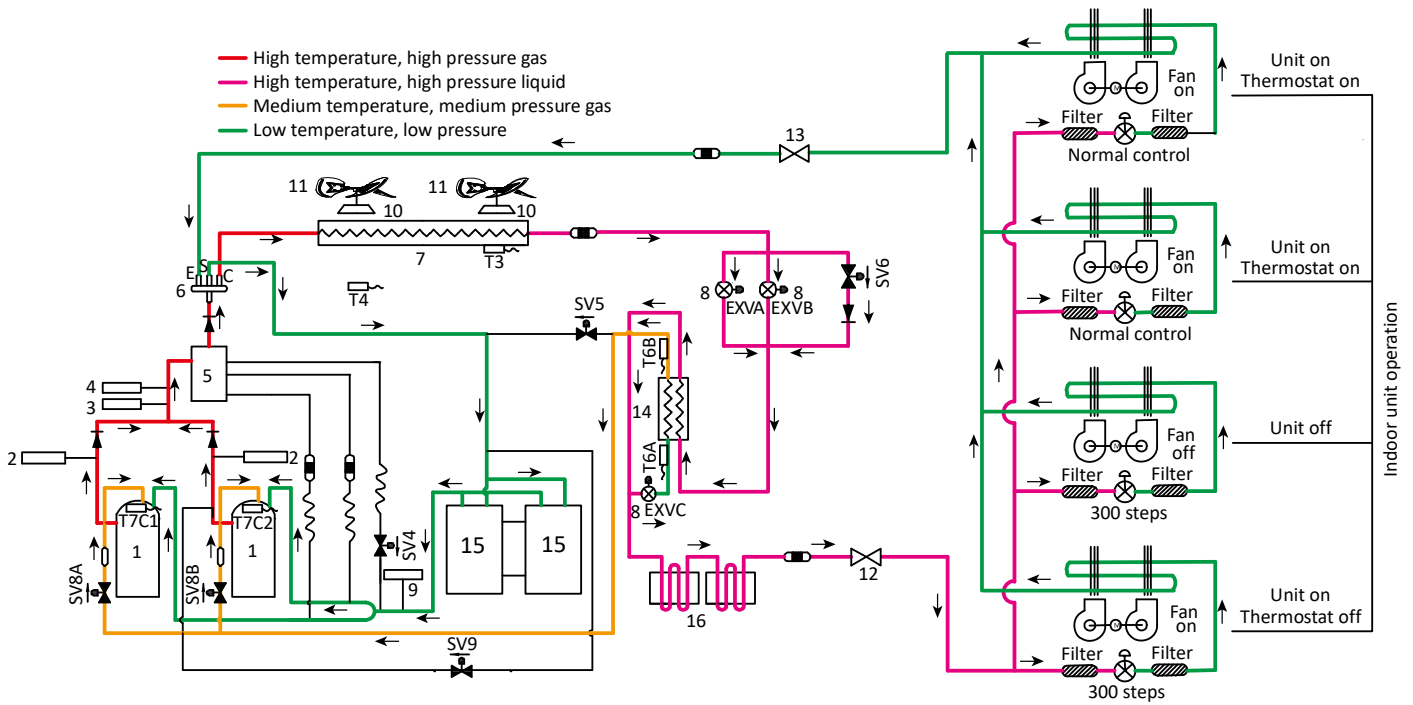 High temperature, high pressure gas
High temperature, high pressure liquid
Medium temperature, medium pressure gas
Low temperature, low pressure
13
11
11
10
10
7
T3
T4
E
S
C
6
5
4
3
2
2
T7C1
T7C2
1
1
SV8A
SV8B
SV4
9
SV9
15
15
SV5
T6B
14
T6A
8
EXVC
8
EXVA
8
EXVB
SV6
16
12
M
Fan
on
Filter
Filter
Normal control
Unit on
Thermostat on
M
Fan
on
Filter
Filter
Normal control
Unit on
Thermostat on
M
Fan
off
Filter
Filter
300 steps
Unit off
M
Fan
on
Filter
Filter
300 steps
Unit on
Thermostat off
Indoor unit operation